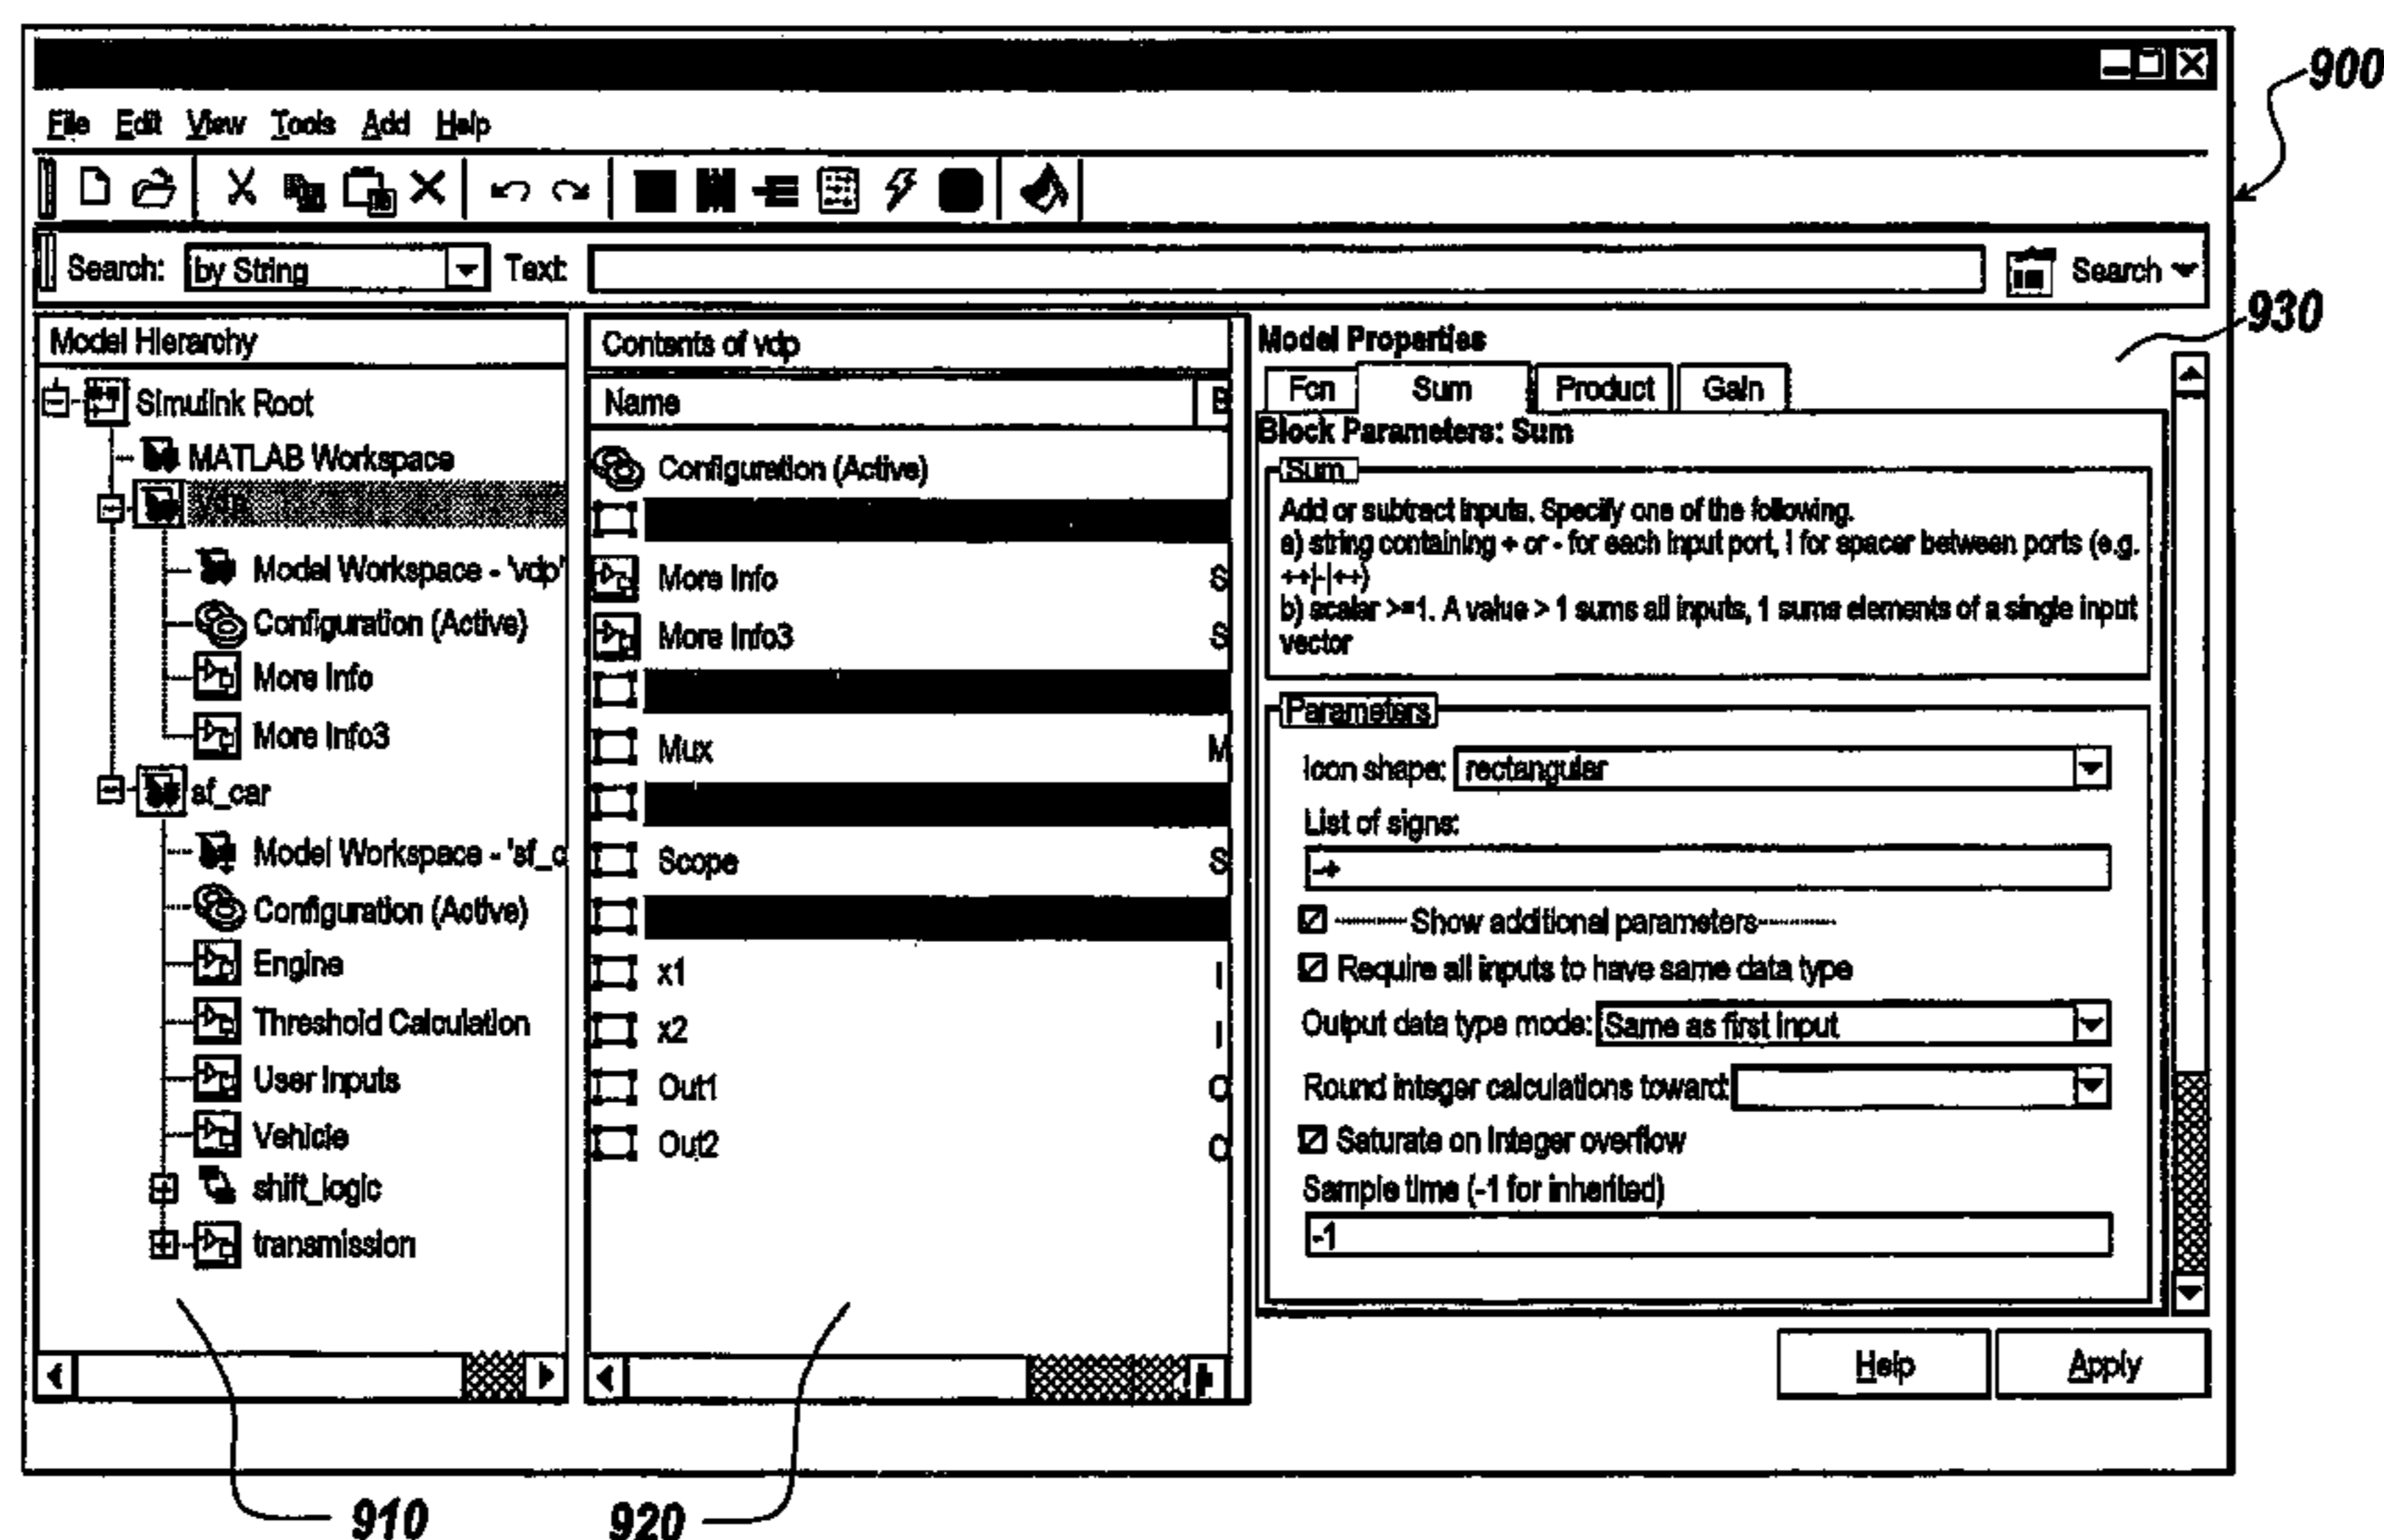 900
File Edit View Tools Add Help
Search: by String Text: Search
930
Model Hierarchy
Simulink Root
MATLAB Workspace
vdp
Model Workspace - 'vdp'
Configuration (Active)
More Info
More Info3
sf_car
Model Workspace - 'sf_c
Configuration (Active)
Engine
Threshold Calculation
User Inputs
Vehicle
shift_logic
transmission
910
Contents of vdp
Name
Configuration (Active)
More Info S
More Info3 S
Mux M
Scope S
x1 I
x2 I
Out1 O
Out2 O
920
Model Properties
Fcn Sum Product Gain
Block Parameters: Sum
Sum
Add or subtract inputs. Specify one of the following.
a) string containing + or - for each input port, | for spacer between ports (e.g.
++|-|++)
b) scalar >=1. A value > 1 sums all inputs, 1 sums elements of a single input
vector
Parameters
Icon shape: rectangular
List of signs:
-+
---------- Show additional parameters ----------
Require all inputs to have same data type
Output data type mode: Same as first input
Round integer calculations toward:
Saturate on integer overflow
Sample time (-1 for inherited)
-1
Help Apply